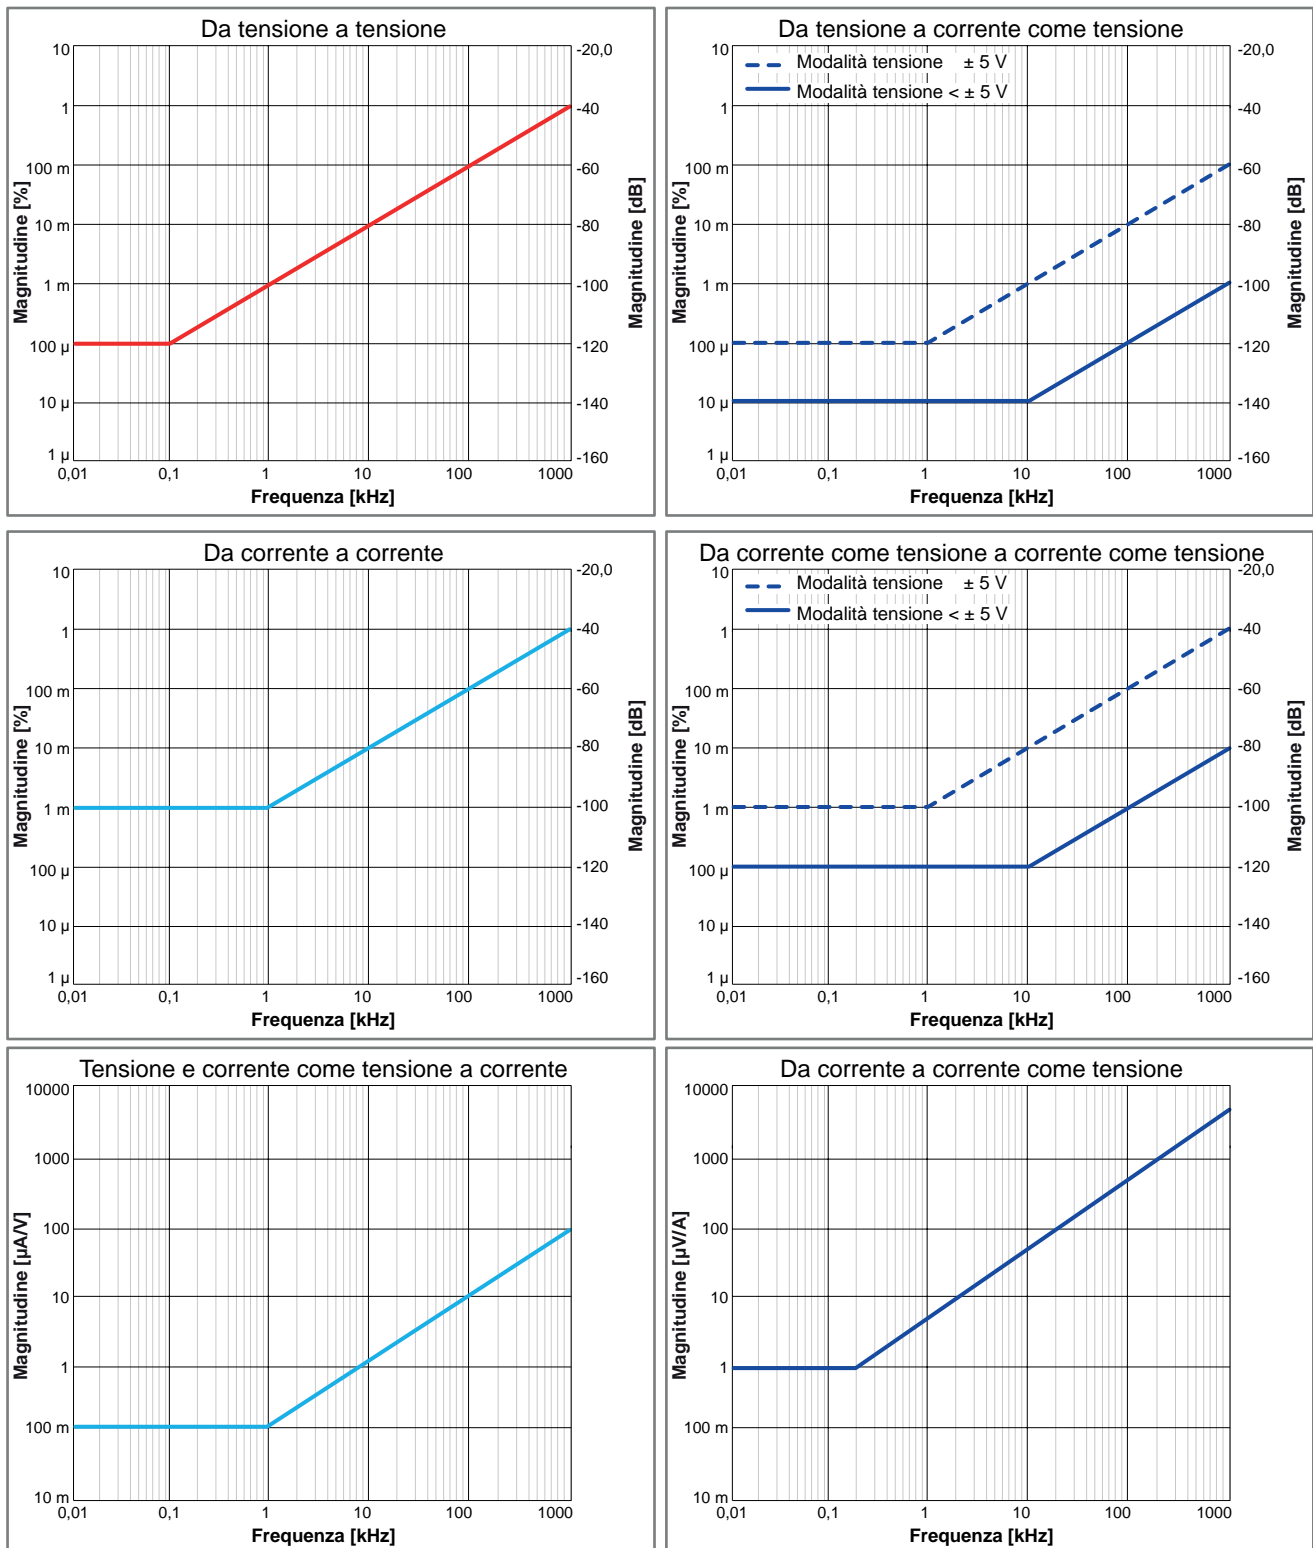 Da tensione a tensione
10
1
100 m
10 m
1 m
100 µ
10 µ
1 µ
Magnitudine [%]
-20,0
-40
-60
-80
-100
-120
-140
-160
Magnitudine [dB]
0,01 0,1 1 10 100 1000
Frequenza [kHz]
Da tensione a corrente come tensione
Modalità tensione ± 5 V
Modalità tensione < ± 5 V
10
1
100 m
10 m
1 m
100 µ
10 µ
1 µ
Magnitudine [%]
-20,0
-40
-60
-80
-100
-120
-140
-160
Magnitudine [dB]
0,01 0,1 1 10 100 1000
Frequenza [kHz]
Da corrente a corrente
10
1
100 m
10 m
1 m
100 µ
10 µ
1 µ
Magnitudine [%]
-20,0
-40
-60
-80
-100
-120
-140
-160
Magnitudine [dB]
0,01 0,1 1 10 100 1000
Frequenza [kHz]
Da corrente come tensione a corrente come tensione
Modalità tensione ± 5 V
Modalità tensione < ± 5 V
10
1
100 m
10 m
1 m
100 µ
10 µ
1 µ
Magnitudine [%]
-20,0
-40
-60
-80
-100
-120
-140
-160
Magnitudine [dB]
0,01 0,1 1 10 100 1000
Frequenza [kHz]
Tensione e corrente come tensione a corrente
10000
1000
100
10
1
100 m
10 m
Magnitudine [µA/V]
0,01 0,1 1 10 100 1000
Frequenza [kHz]
Da corrente a corrente come tensione
10000
1000
100
10
1
100 m
10 m
Magnitudine [µV/A]
0,01 0,1 1 10 100 1000
Frequenza [kHz]